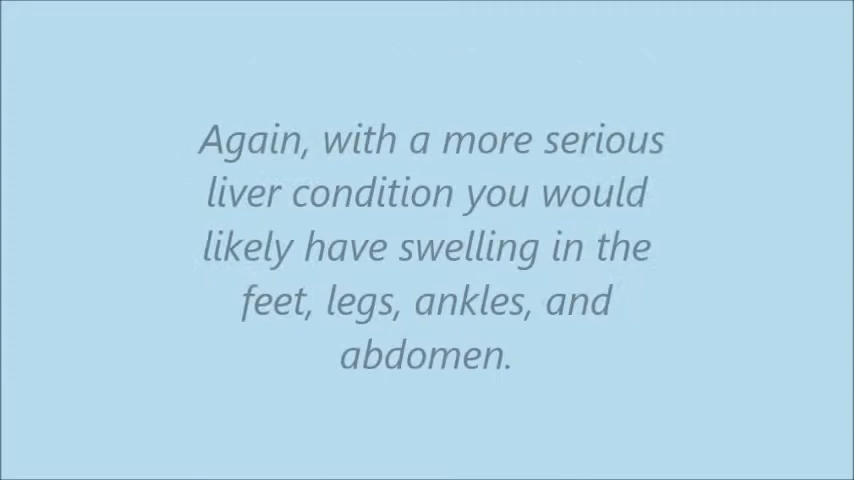 Again, with a more serious
liver condition you would
likely have swelling in the
feet, legs, ankles, and
abdomen.